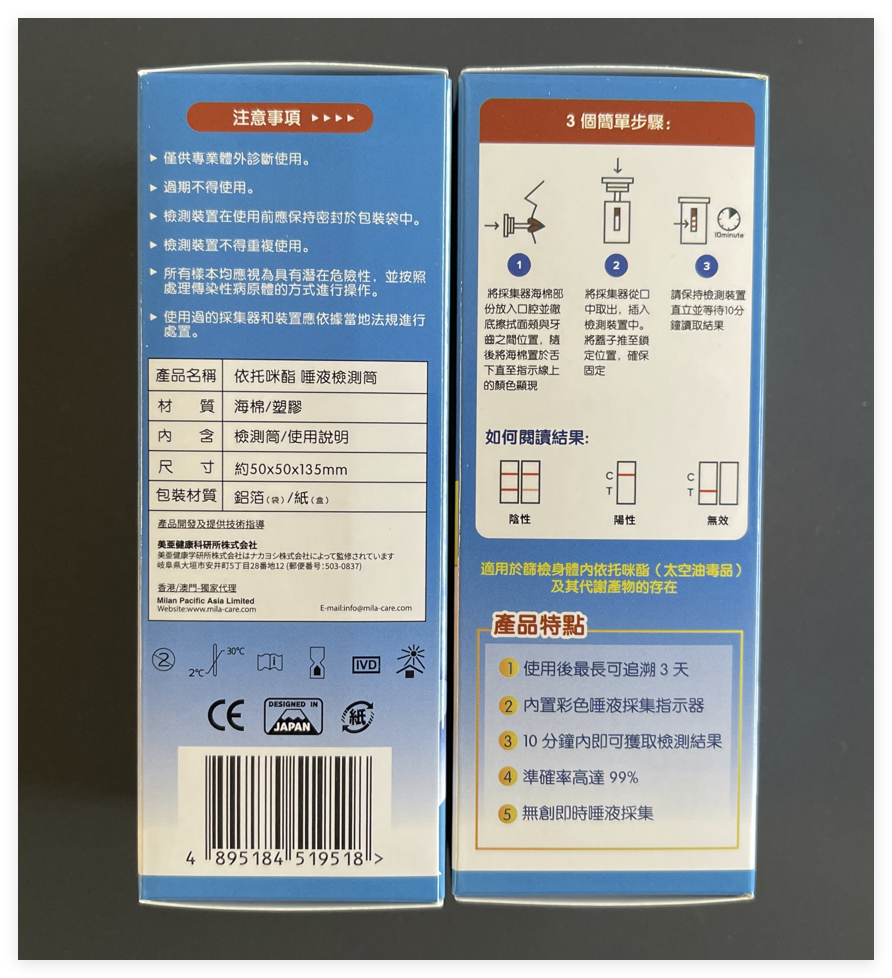 注意事項
僅供專業體外診斷使用。
過期不得使用。
檢測裝置在使用前應保持密封於包裝袋中。
檢測裝置不得重複使用。
所有樣本均應視為具有潛在危險性，並按照
處理傳染性病原體的方式進行操作。
使用過的採集器和裝置應依據當地法規進行
處置。
產品名稱 依托咪酯 唾液檢測筒
材 質 海棉/塑膠
內 含 檢測筒/使用說明
尺 寸 約50x50x135mm
包裝材質 鋁箔(袋)/紙(盒)
產品開發及提供技術指導
美亜健康科研所株式会社
美亜健康学研所株式会社はナカヨシ株式会社によって監修されています
岐阜県大垣市安井町5丁目28番地12 (郵便番号:503-0837)
香港/澳門-獨家代理
Milan Pacific Asia Limited
Website:www.mila-care.com E-mail:info@mila-care.com
2 2℃ 30℃ i IVD
CE DESIGNED IN JAPAN 紙
4 895184 519518 >
3 個簡單步驟:
10minute
1 2 3
將採集器海棉部
份放入口腔並徹
底擦拭面頰與牙
齒之間位置，隨
後將海棉置於舌
下直至指示線上
的顏色顯現
將採集器從口
中取出，插入
檢測裝置中。
將蓋子推至鎖
定位置，確保
固定
請保持檢測裝置
直立並等待10分
鐘讀取結果
如何閱讀結果:
C C
T T
陰性 陽性 無效
適用於篩檢身體內依托咪酯（太空油毒品）
及其代謝產物的存在
產品特點
1 使用後最長可追溯 3 天
2 內置彩色唾液採集指示器
3 10 分鐘內即可獲取檢測結果
4 準確率高達 99%
5 無創即時唾液採集